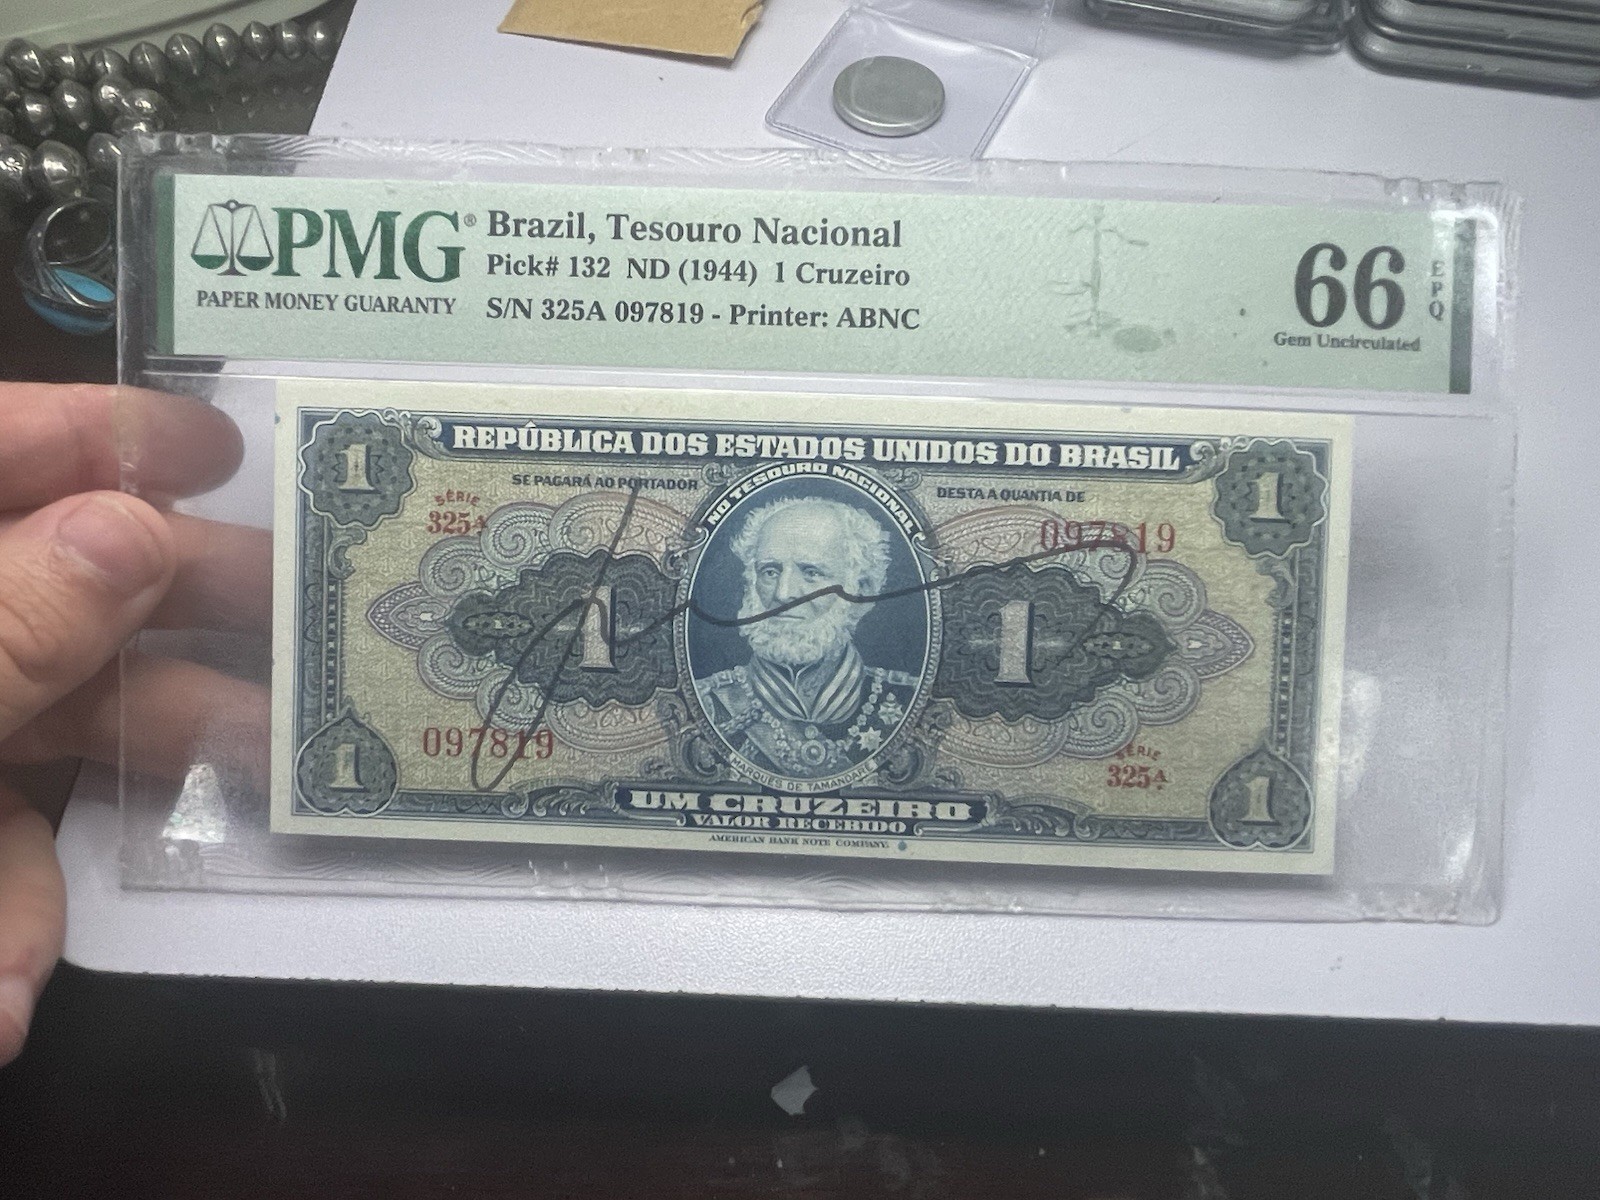 PMG®
PAPER MONEY GUARANTY
Brazil, Tesouro Nacional
Pick# 132 ND (1944) 1 Cruzeiro
S/N 325A 097819 - Printer: ABNC
66
EPQ
Gem Uncirculated
REPÚBLICA DOS ESTADOS UNIDOS DO BRASIL
1
1
SE PAGARÁ AO PORTADOR
NO TESOURO NACIONAL
DESTA A QUANTIA DE
SÉRIE
325A
097819
1
1
1
1
097819
SÉRIE
325A
MARQUES DE TAMANDARÉ
1
1
UM CRUZEIRO
VALOR RECEBIDO
AMERICAN BANK NOTE COMPANY.